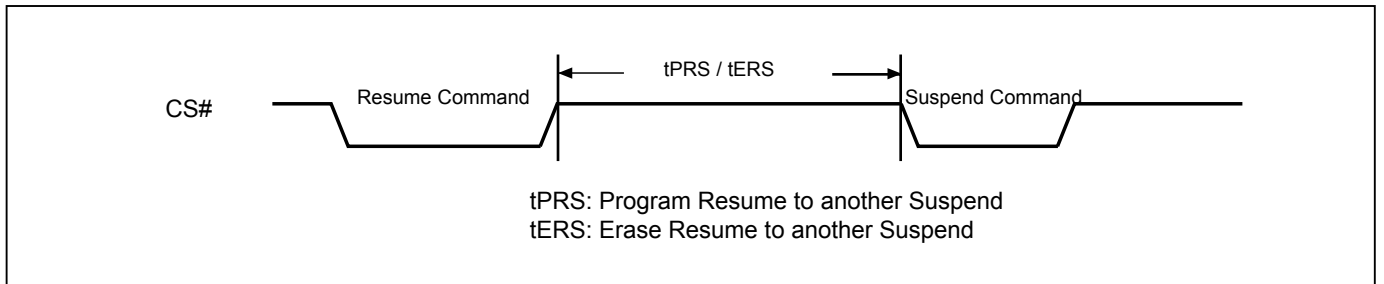 tPRS / tERS
CS#
Resume Command
Suspend Command
tPRS: Program Resume to another Suspend
tERS: Erase Resume to another Suspend